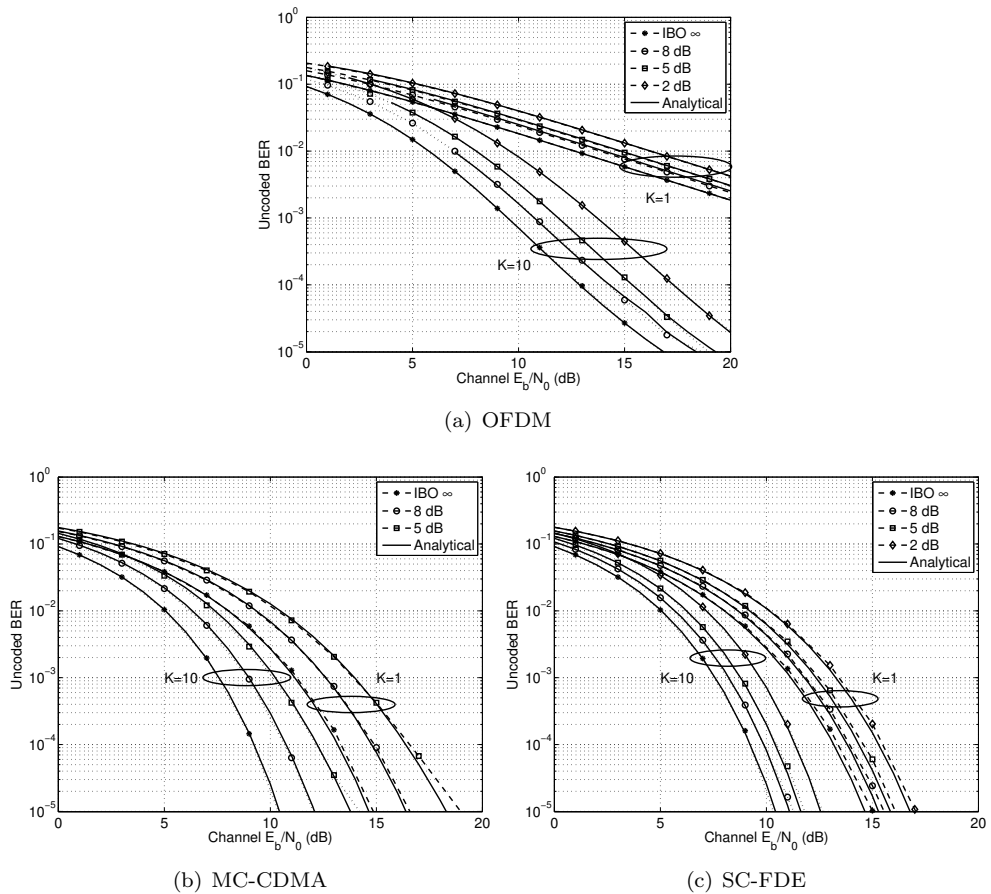 10^0
10^-1
10^-2
10^-3
10^-4
10^-5
Uncoded BER
0
5
10
15
20
Channel E_b/N_0 (dB)
IBO ∞
8 dB
5 dB
2 dB
Analytical
K=1
K=10
(a) OFDM
10^0
10^-1
10^-2
10^-3
10^-4
10^-5
Uncoded BER
0
5
10
15
20
Channel E_b/N_0 (dB)
IBO ∞
8 dB
5 dB
Analytical
K=10
K=1
(b) MC-CDMA
10^0
10^-1
10^-2
10^-3
10^-4
10^-5
Uncoded BER
0
5
10
15
20
Channel E_b/N_0 (dB)
IBO ∞
8 dB
5 dB
2 dB
Analytical
K=10
K=1
(c) SC-FDE